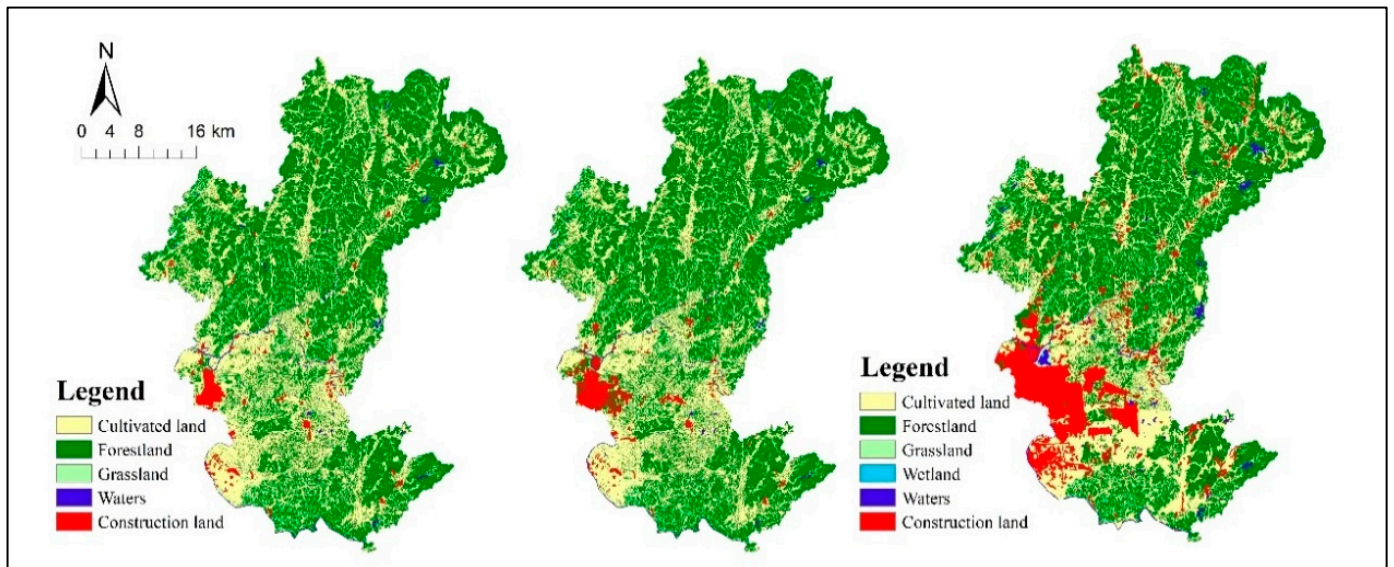 N
0 4 8 16 km
Legend
Cultivated land
Forestland
Grassland
Waters
Construction land
Legend
Cultivated land
Forestland
Grassland
Wetland
Waters
Construction land